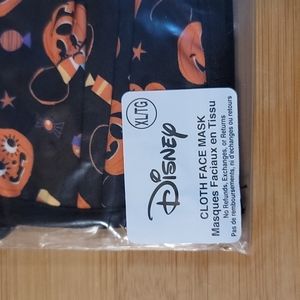 XL/TG
Disney
CLOTH FACE MASK
Masques Faciaux en Tissu
No Refunds, Exchanges, or Returns
Pas de remboursements, ni d'echanges ou retours